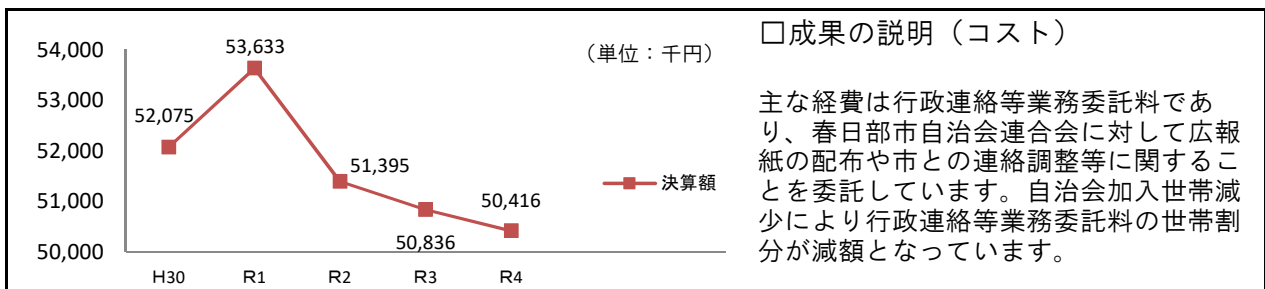 54,000
53,000
52,000
51,000
50,000
52,075
53,633
51,395
50,836
50,416
(単位：千円)
決算額
H30 R1 R2 R3 R4
□成果の説明（コスト）
主な経費は行政連絡等業務委託料であ
り、春日部市自治会連合会に対して広報
紙の配布や市との連絡調整等に関するこ
とを委託しています。自治会加入世帯減
少により行政連絡等業務委託料の世帯割
分が減額となっています。